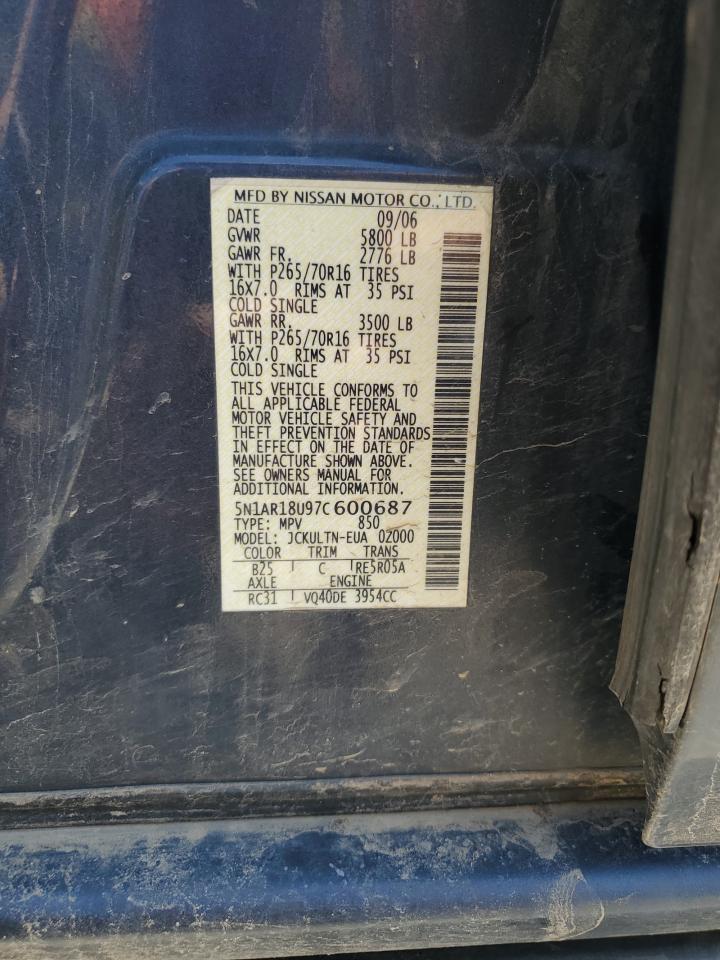 MFD BY NISSAN MOTOR CO., LTD.
DATE 09/06
GVWR 5800 LB
GAWR FR. 2776 LB
WITH P265/70R16 TIRES
16X7.0 RIMS AT 35 PSI
COLD SINGLE
GAWR RR. 3500 LB
WITH P265/70R16 TIRES
16X7.0 RIMS AT 35 PSI
COLD SINGLE
THIS VEHICLE CONFORMS TO
ALL APPLICABLE FEDERAL
MOTOR VEHICLE SAFETY AND
THEFT PREVENTION STANDARDS
IN EFFECT ON THE DATE OF
MANUFACTURE SHOWN ABOVE.
SEE OWNERS MANUAL FOR
ADDITIONAL INFORMATION.
5N1AR18U97C600687
TYPE: MPV 850
MODEL: JCKULTN-EUA 02000
COLOR TRIM TRANS
B25 C RE5R05A
AXLE ENGINE
RC31 VQ40DE 3954CC